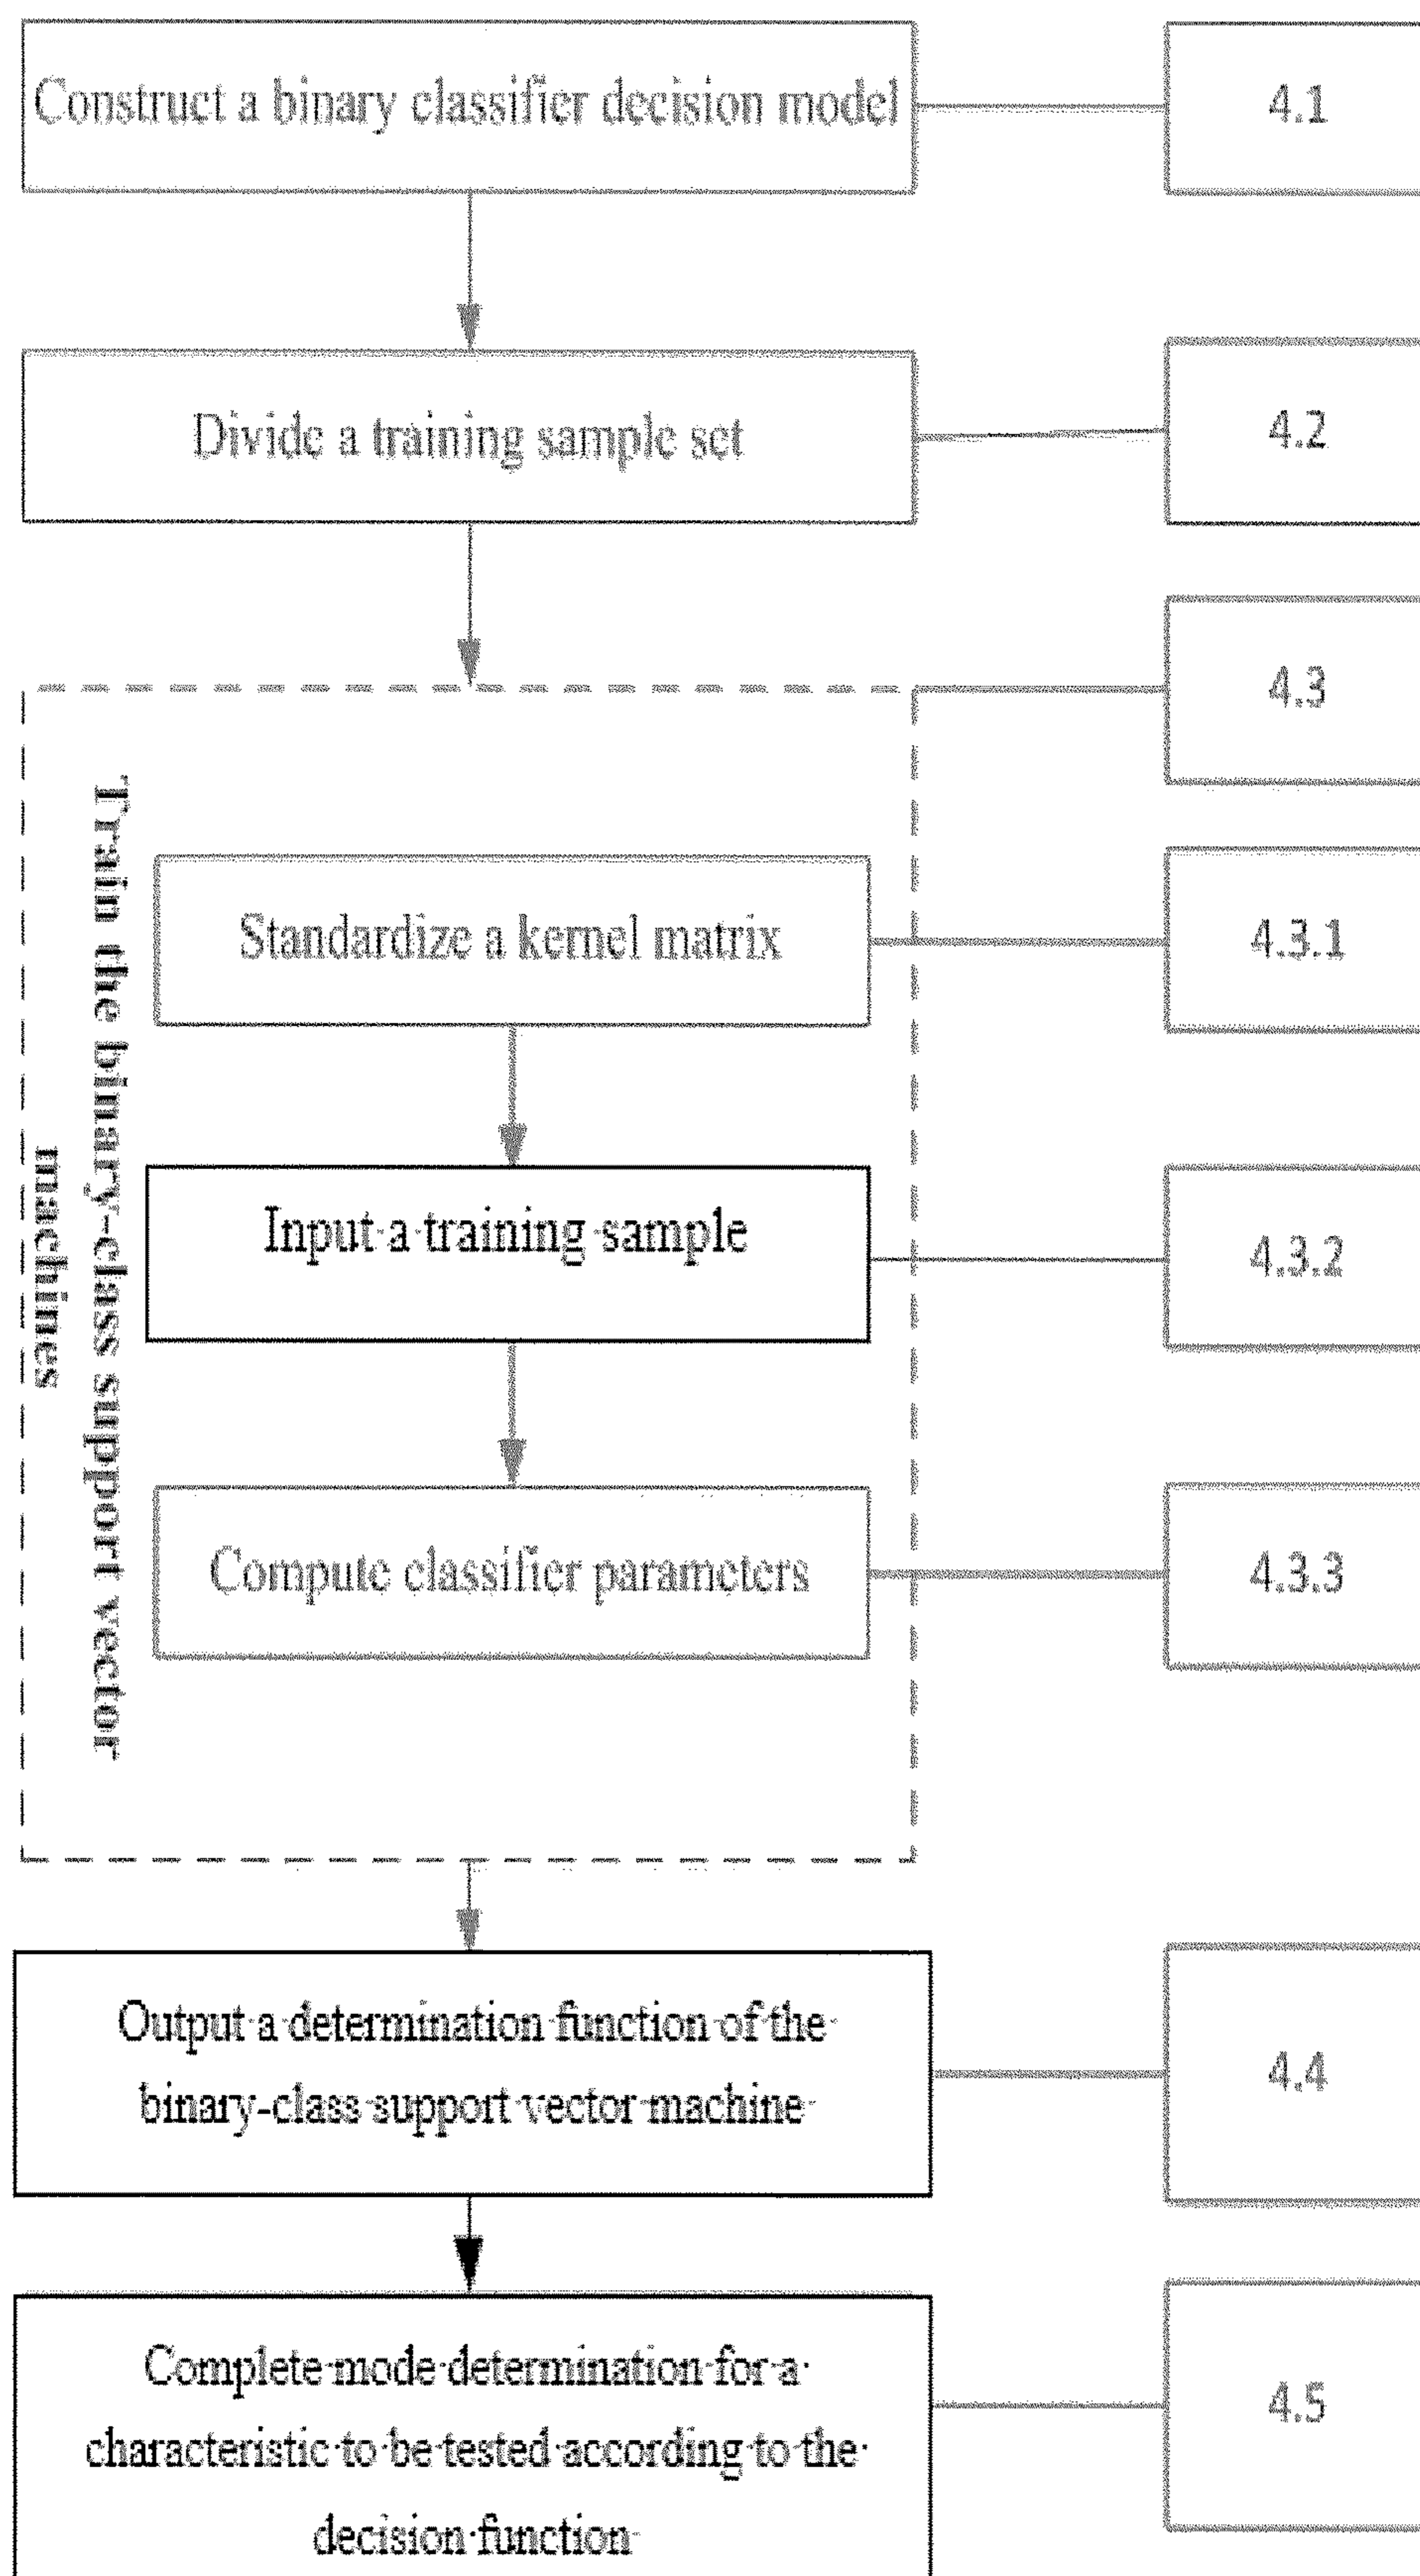 Construct a binary classifier decision model
4.1
Divide a training sample set
4.2
4.3
Train the binary-class support vector
machines
Standardize a kernel matrix
4.3.1
Input a training sample
4.3.2
Compute classifier parameters
4.3.3
Output a determination function of the
binary-class support vector machine
4.4
Complete mode determination for a
characteristic to be tested according to the
decision function
4.5